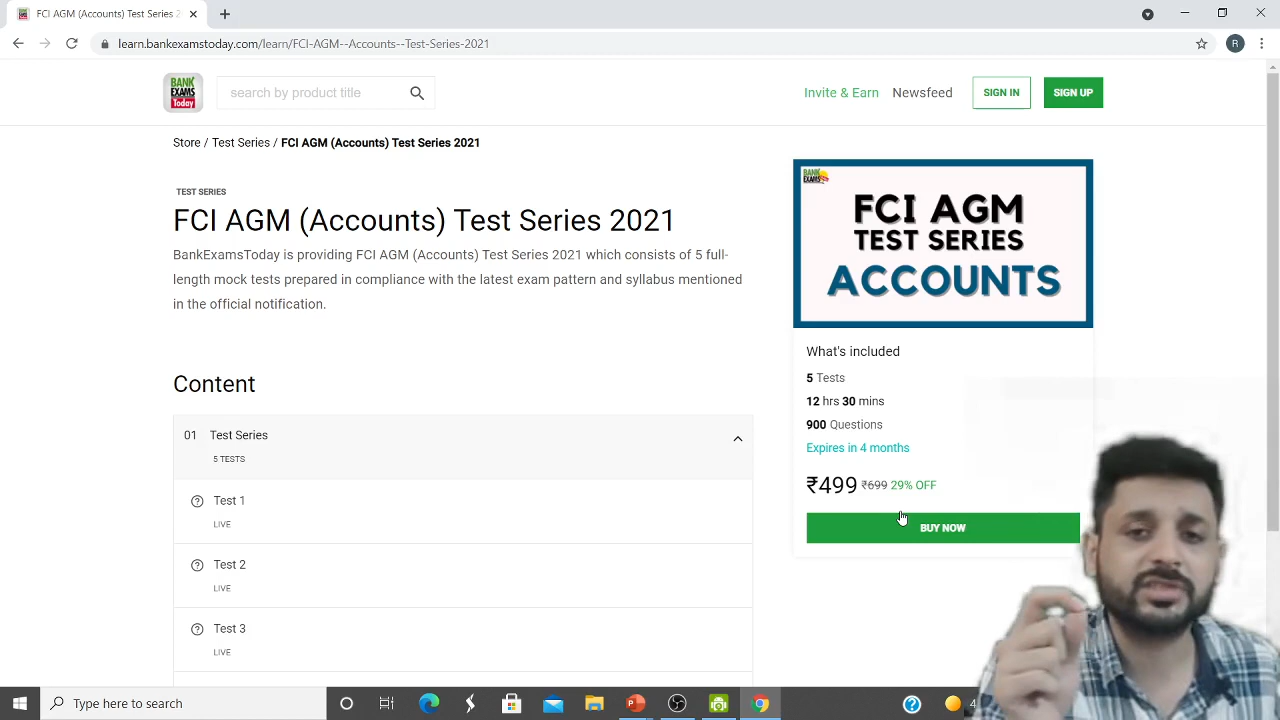 FCI AGM (Accounts) Test Series 2
learn.bankexamstoday.com/learn/FCI-AGM--Accounts--Test-Series-2021
R
BANK
EXAMS
Today
search by product title
Invite & Earn
Newsfeed
SIGN IN
SIGN UP
Store / Test Series / FCI AGM (Accounts) Test Series 2021
TEST SERIES
FCI AGM (Accounts) Test Series 2021
BankExamsToday is providing FCI AGM (Accounts) Test Series 2021 which consists of 5 full-
length mock tests prepared in compliance with the latest exam pattern and syllabus mentioned
in the official notification.
Content
01 Test Series
5 TESTS
Test 1
LIVE
Test 2
LIVE
Test 3
LIVE
BANK
EXAMS
FCI AGM
TEST SERIES
ACCOUNTS
What's included
5 Tests
12 hrs 30 mins
900 Questions
Expires in 4 months
₹499 ₹699 29% OFF
BUY NOW
Type here to search
4